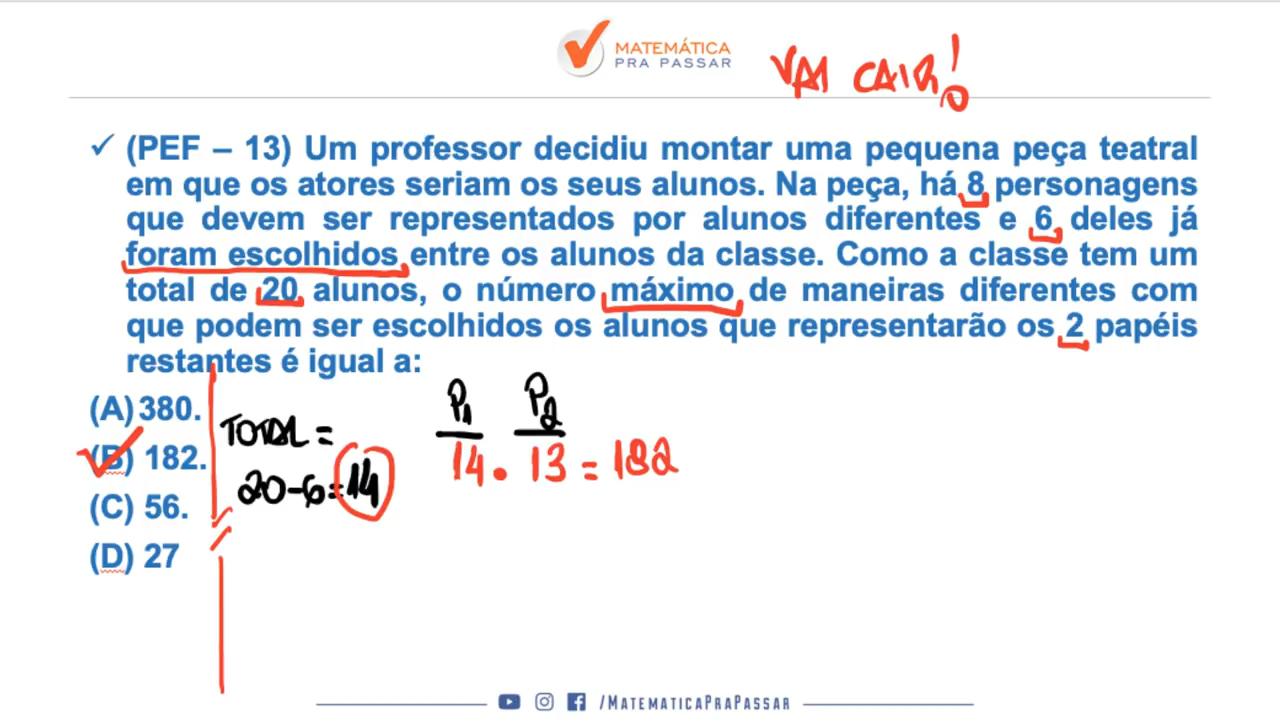 MATEMÁTICA
PRA PASSAR
VAI CAIR!
(PEF – 13) Um professor decidiu montar uma pequena peça teatral
em que os atores seriam os seus alunos. Na peça, há 8 personagens
que devem ser representados por alunos diferentes e 6 deles já
foram escolhidos entre os alunos da classe. Como a classe tem um
total de 20 alunos, o número máximo de maneiras diferentes com
que podem ser escolhidos os alunos que representarão os 2 papéis
restantes é igual a:
(A) 380.
(B) 182.
(C) 56.
(D) 27
TOTAL =
20-6=14
P1 P2
14 . 13 = 182
/MATEMATICAPRAPASSAR